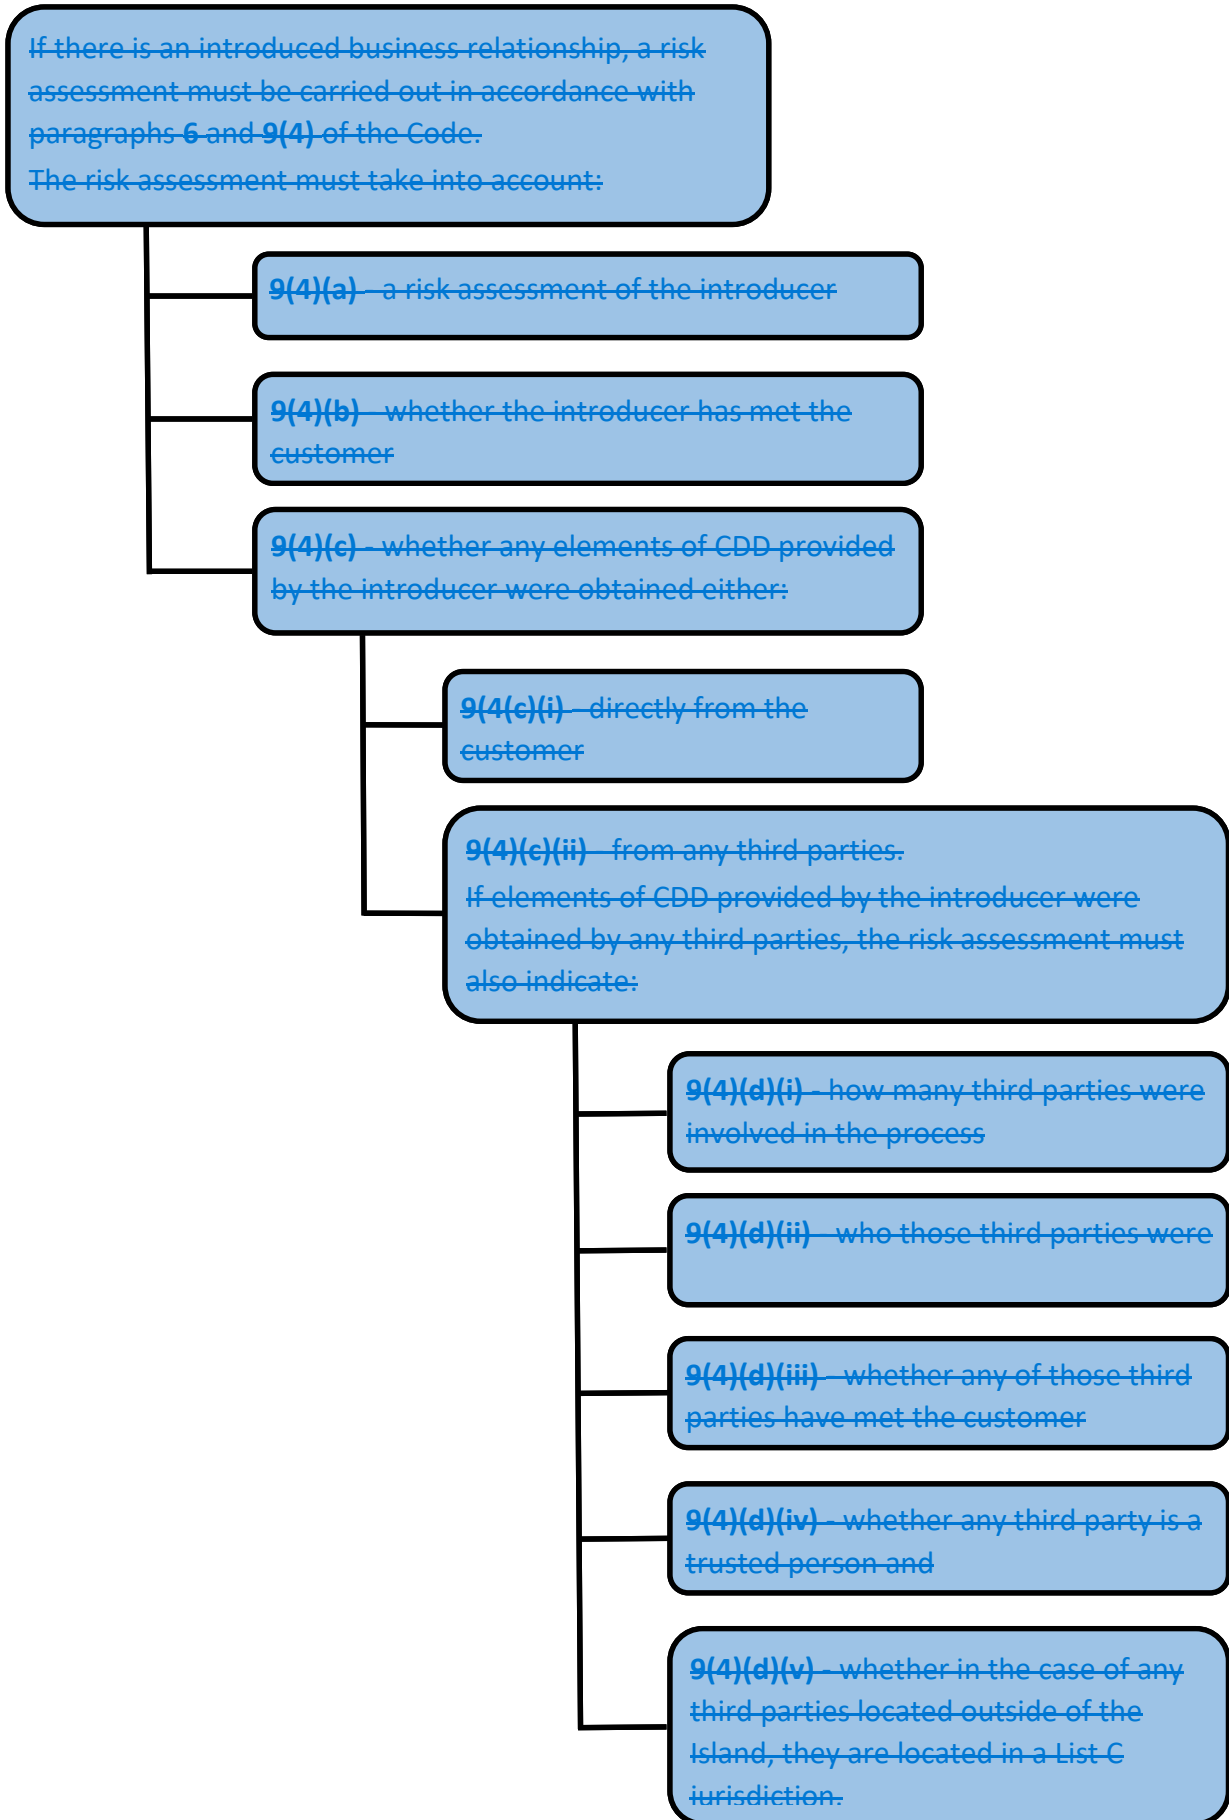 If there is an introduced business relationship, a risk
assessment must be carried out in accordance with
paragraphs 6 and 9(4) of the Code.
The risk assessment must take into account:
9(4)(a) - a risk assessment of the introducer
9(4)(b) - whether the introducer has met the
customer
9(4)(c) - whether any elements of CDD provided
by the introducer were obtained either:
9(4(c)(i) - directly from the
customer
9(4)(c)(ii) - from any third parties.
If elements of CDD provided by the introducer were
obtained by any third parties, the risk assessment must
also indicate:
9(4)(d)(i) - how many third parties were
involved in the process
9(4)(d)(ii) - who those third parties were
9(4)(d)(iii) - whether any of those third
parties have met the customer
9(4)(d)(iv) - whether any third party is a
trusted person and
9(4)(d)(v) - whether in the case of any
third parties located outside of the
Island, they are located in a List C
jurisdiction.